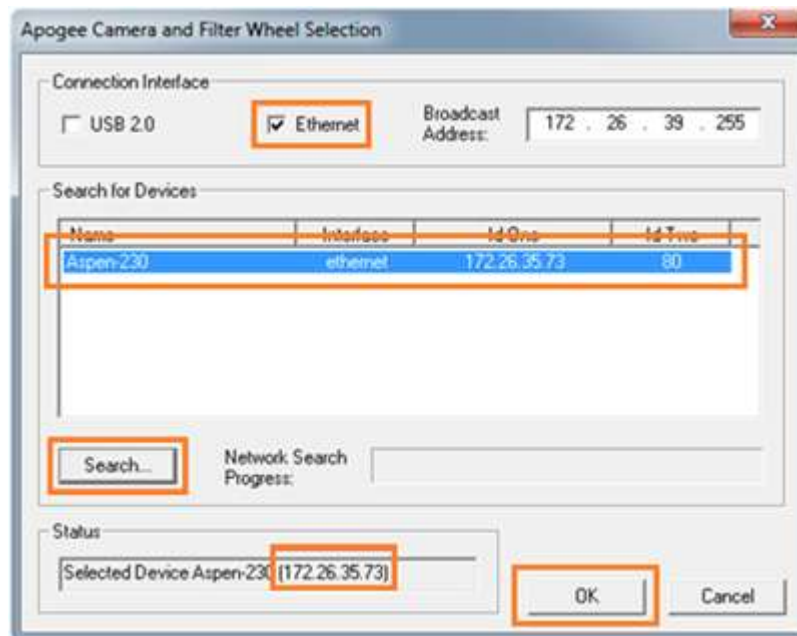 Apogee Camera and Filter Wheel Selection
Connection Interface
USB 2.0
Ethernet
Broadcast
Address:
172 . 26 . 39 . 255
Search for Devices
Name Interface Id One Id Two
Aspen-230 ethernet 172.26.35.73 80
Search...
Network Search
Progress:
Status
Selected Device Aspen-230 (172.26.35.73)
OK
Cancel